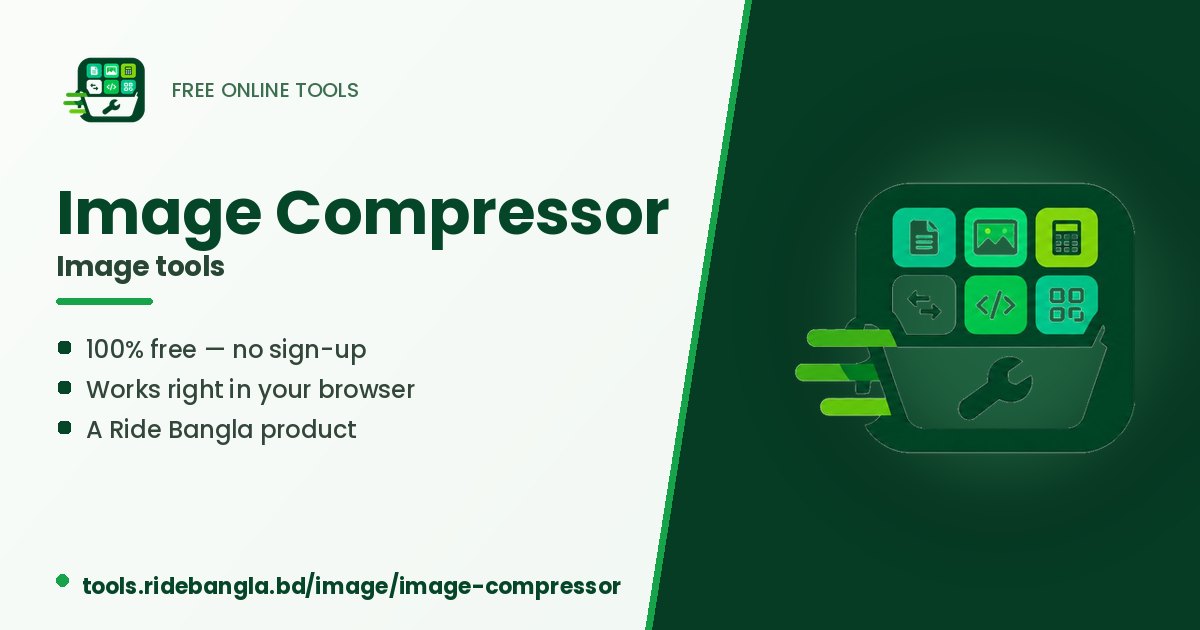 FREE ONLINE TOOLS
Image Compressor
Image tools
100% free — no sign-up
Works right in your browser
A Ride Bangla product
tools.ridebangla.bd/image/image-compressor